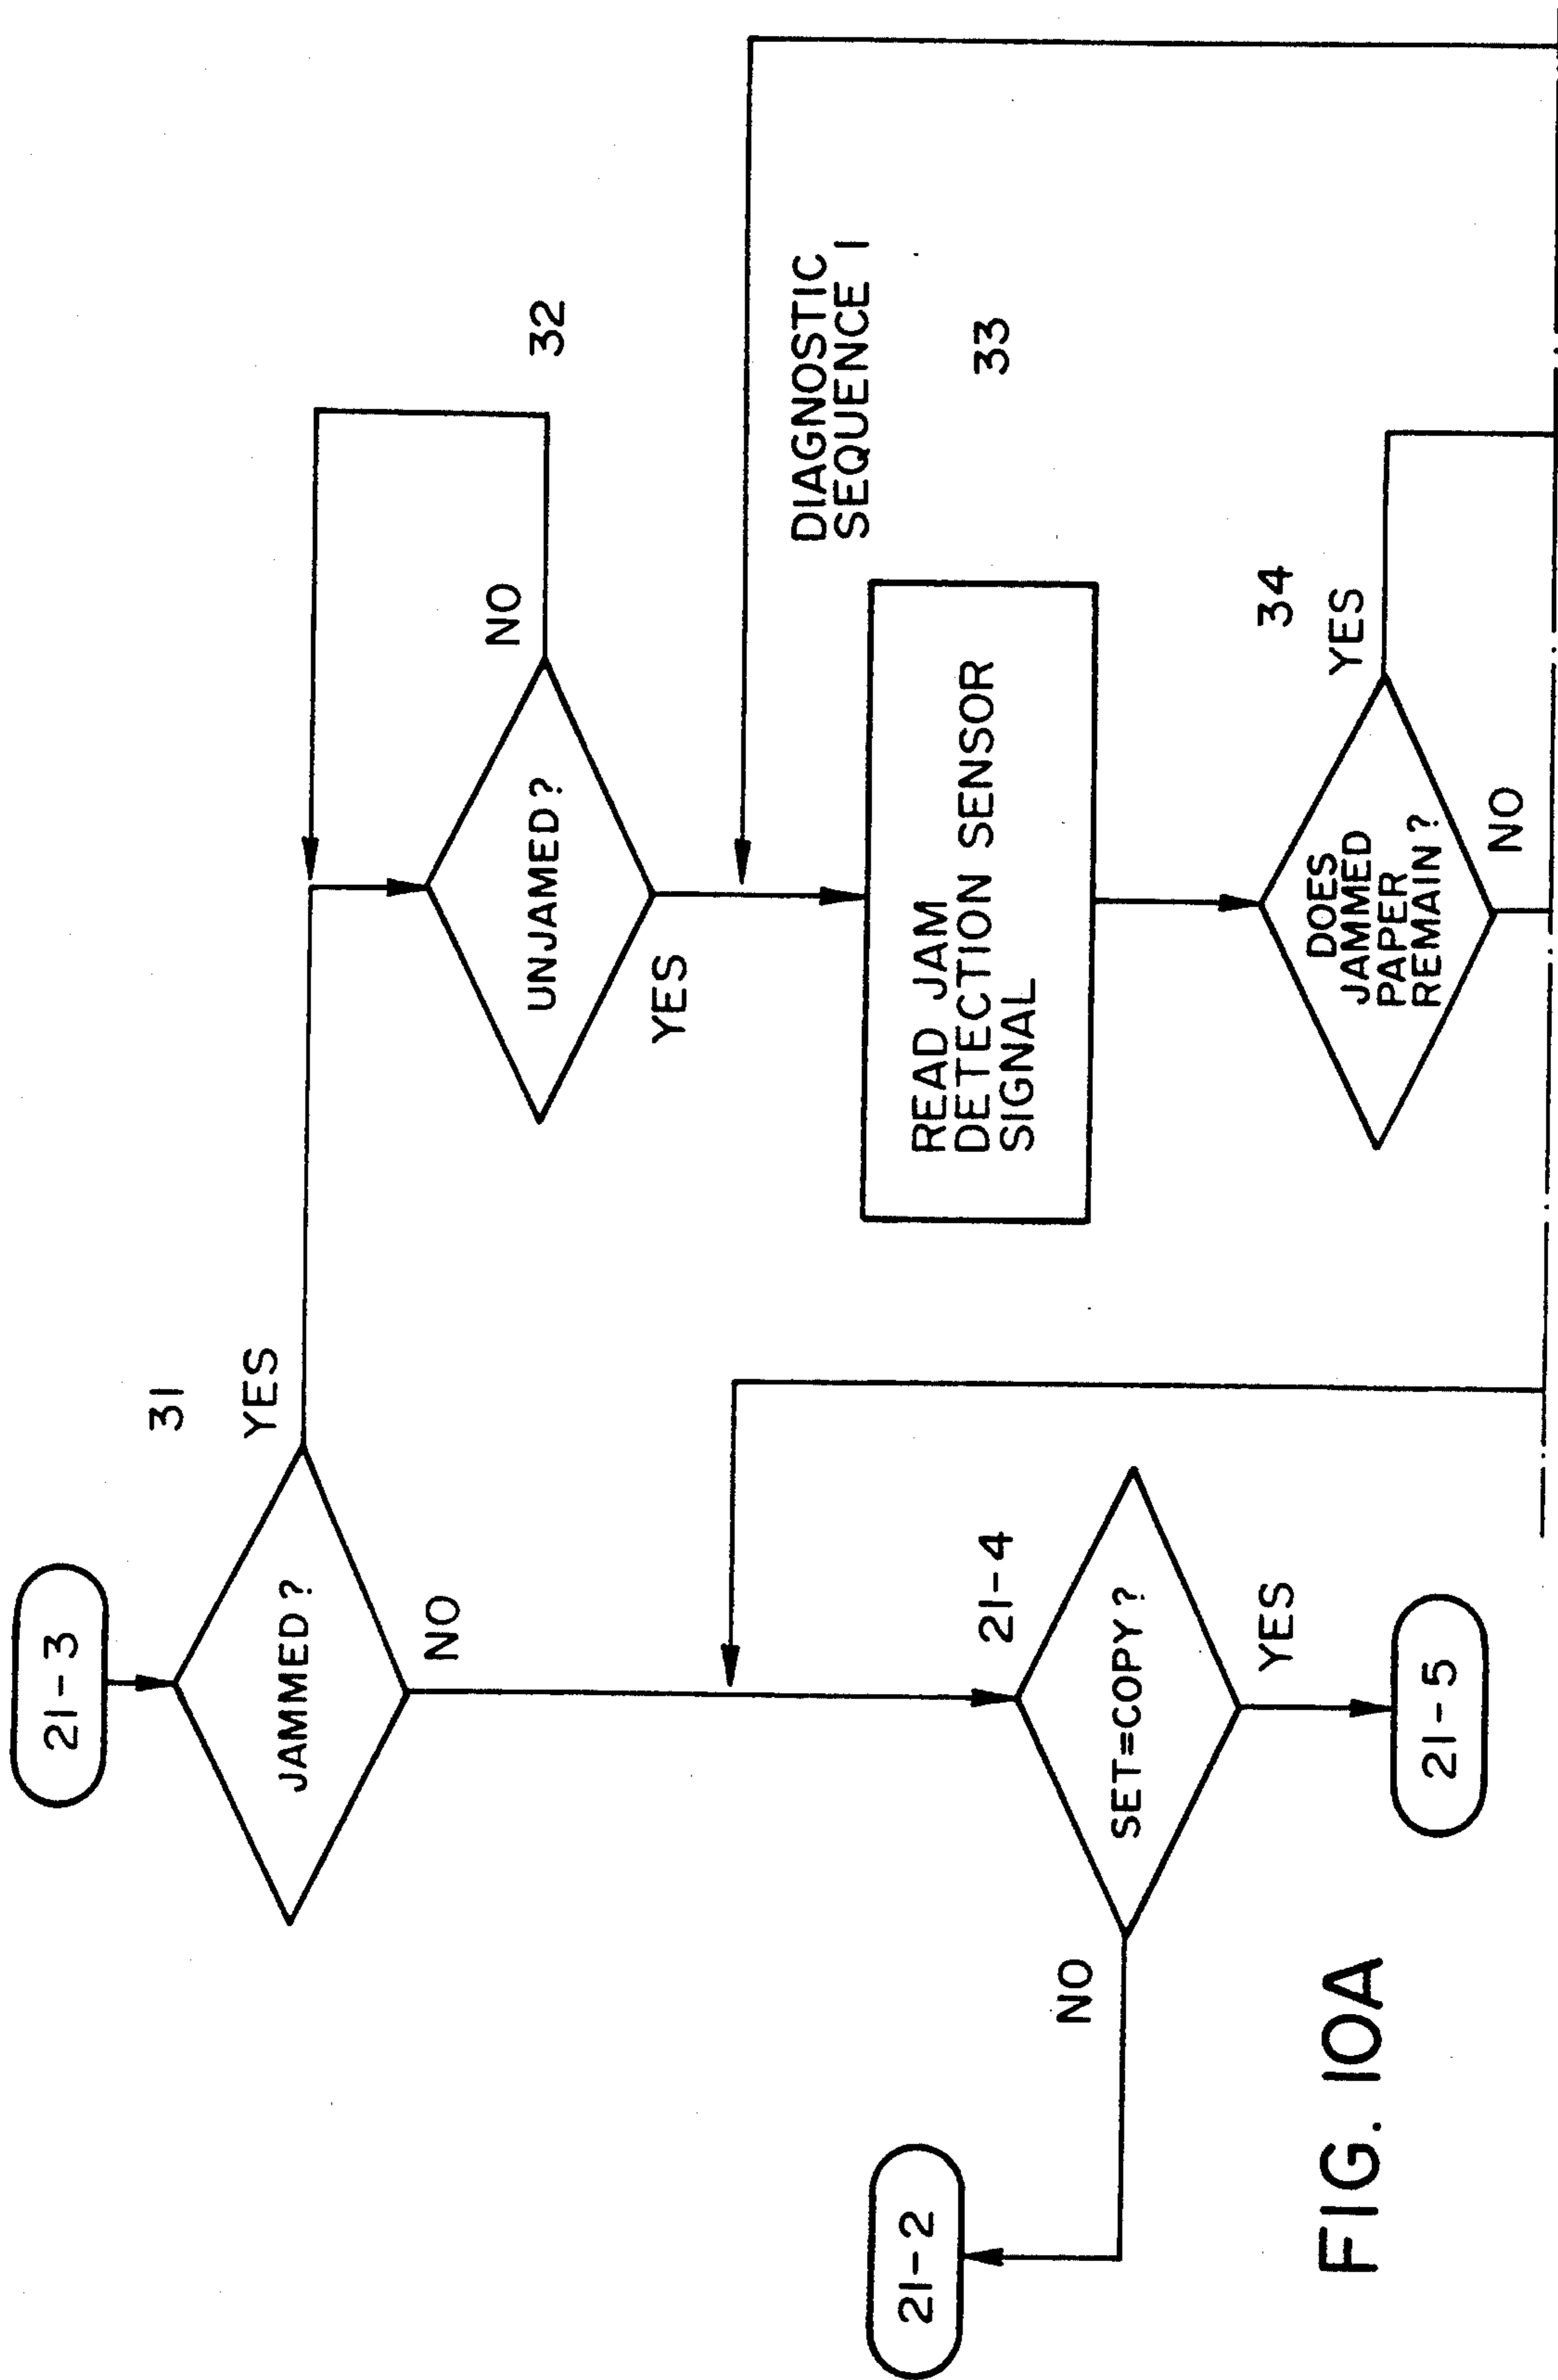 21-3
31
JAMMED?
YES
NO
32
UNJAMED?
NO
YES
DIAGNOSTIC
SEQUENCE 1
33
READ JAM
DETECTION SENSOR
SIGNAL
34
DOES
JAMMED
PAPER
REMAIN?
YES
NO
21-4
SET=COPY?
NO
YES
21-2
21-5
FIG. 10A